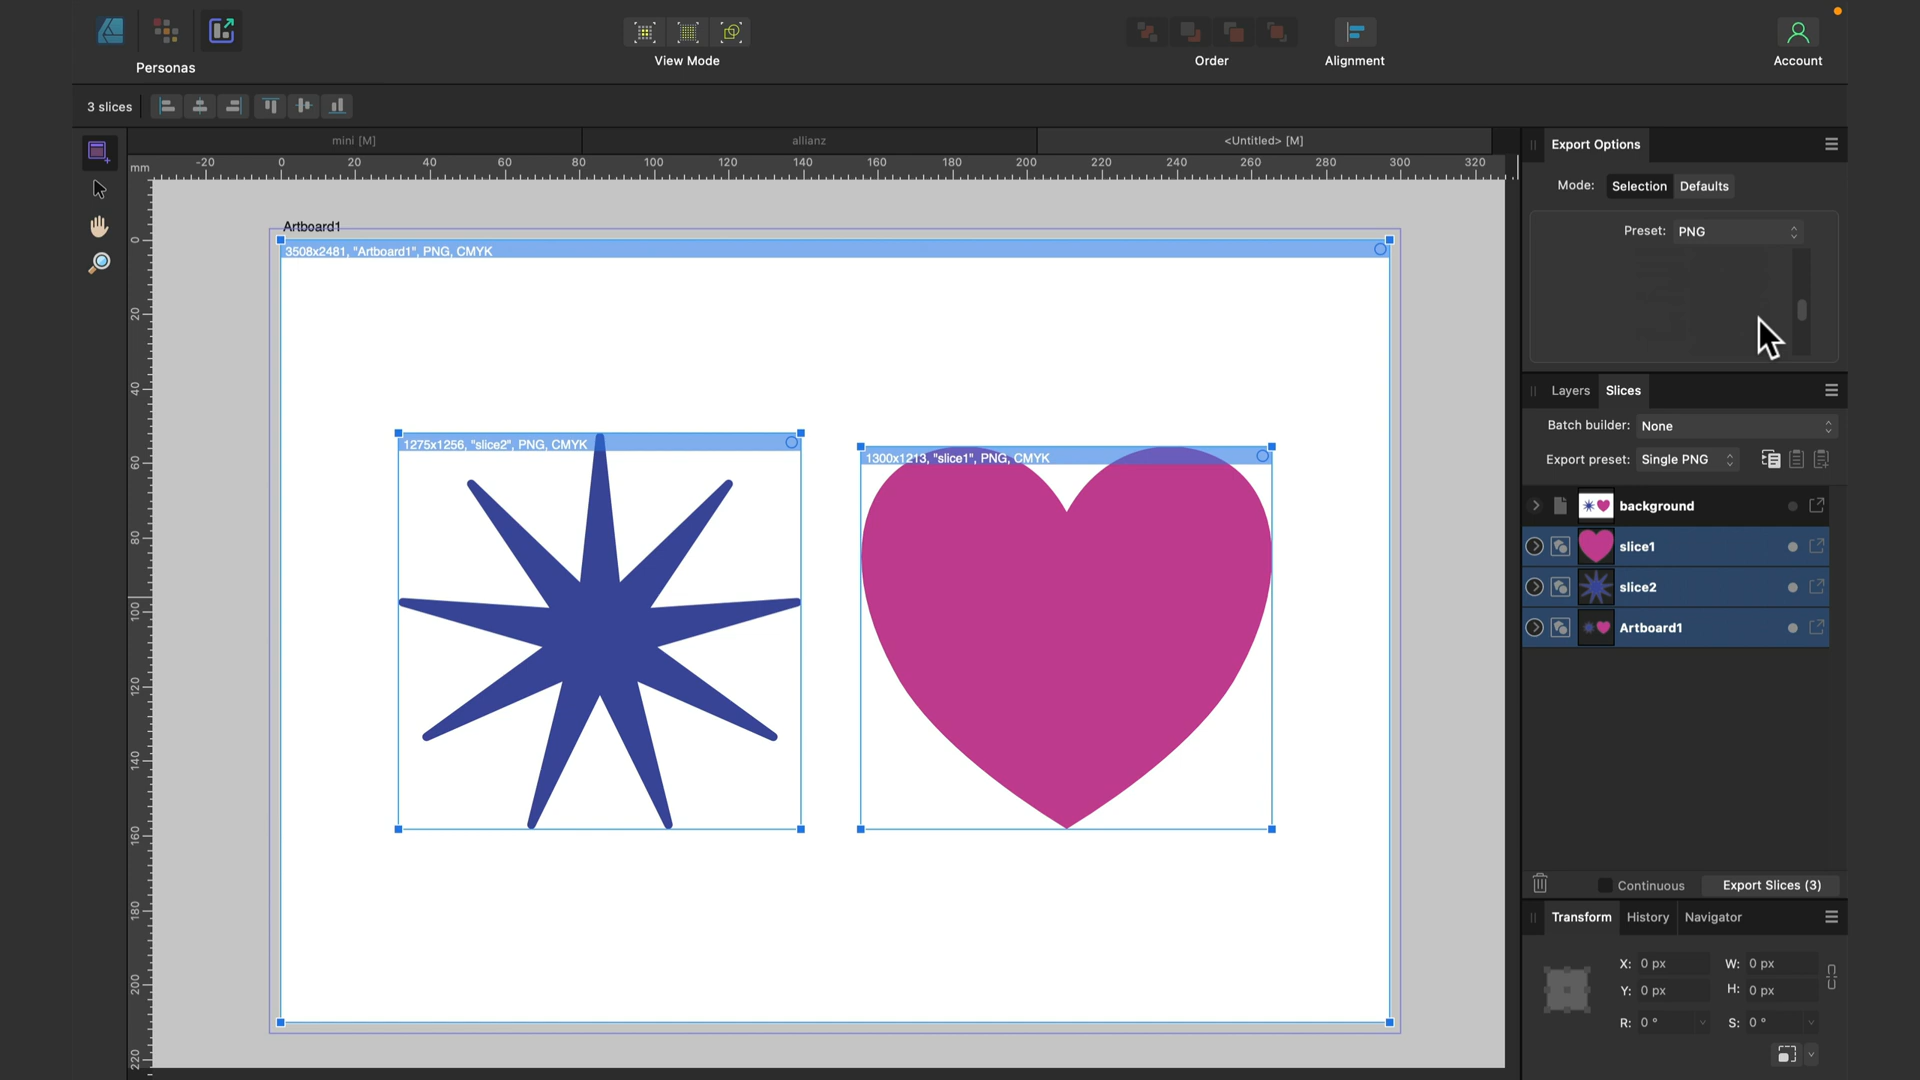 Personas
View Mode
Order
Alignment
Account
3 slices
mini [M]
allianz
<Untitled> [M]
mm
-20 0 20 40 60 80 100 120 140 160 180 200 220 240 260 280 300 320
0
20
40
60
80
100
120
140
160
180
200
220
Artboard1
3508x2481, "Artboard1", PNG, CMYK
1275x1256, "slice2", PNG, CMYK
1300x1213, "slice1", PNG, CMYK
Export Options
Mode: Selection Defaults
Preset: PNG
Layers Slices
Batch builder: None
Export preset: Single PNG
background
slice1
slice2
Artboard1
Continuous Export Slices (3)
Transform History Navigator
X: 0 px W: 0 px
Y: 0 px H: 0 px
R: 0 ° S: 0 °